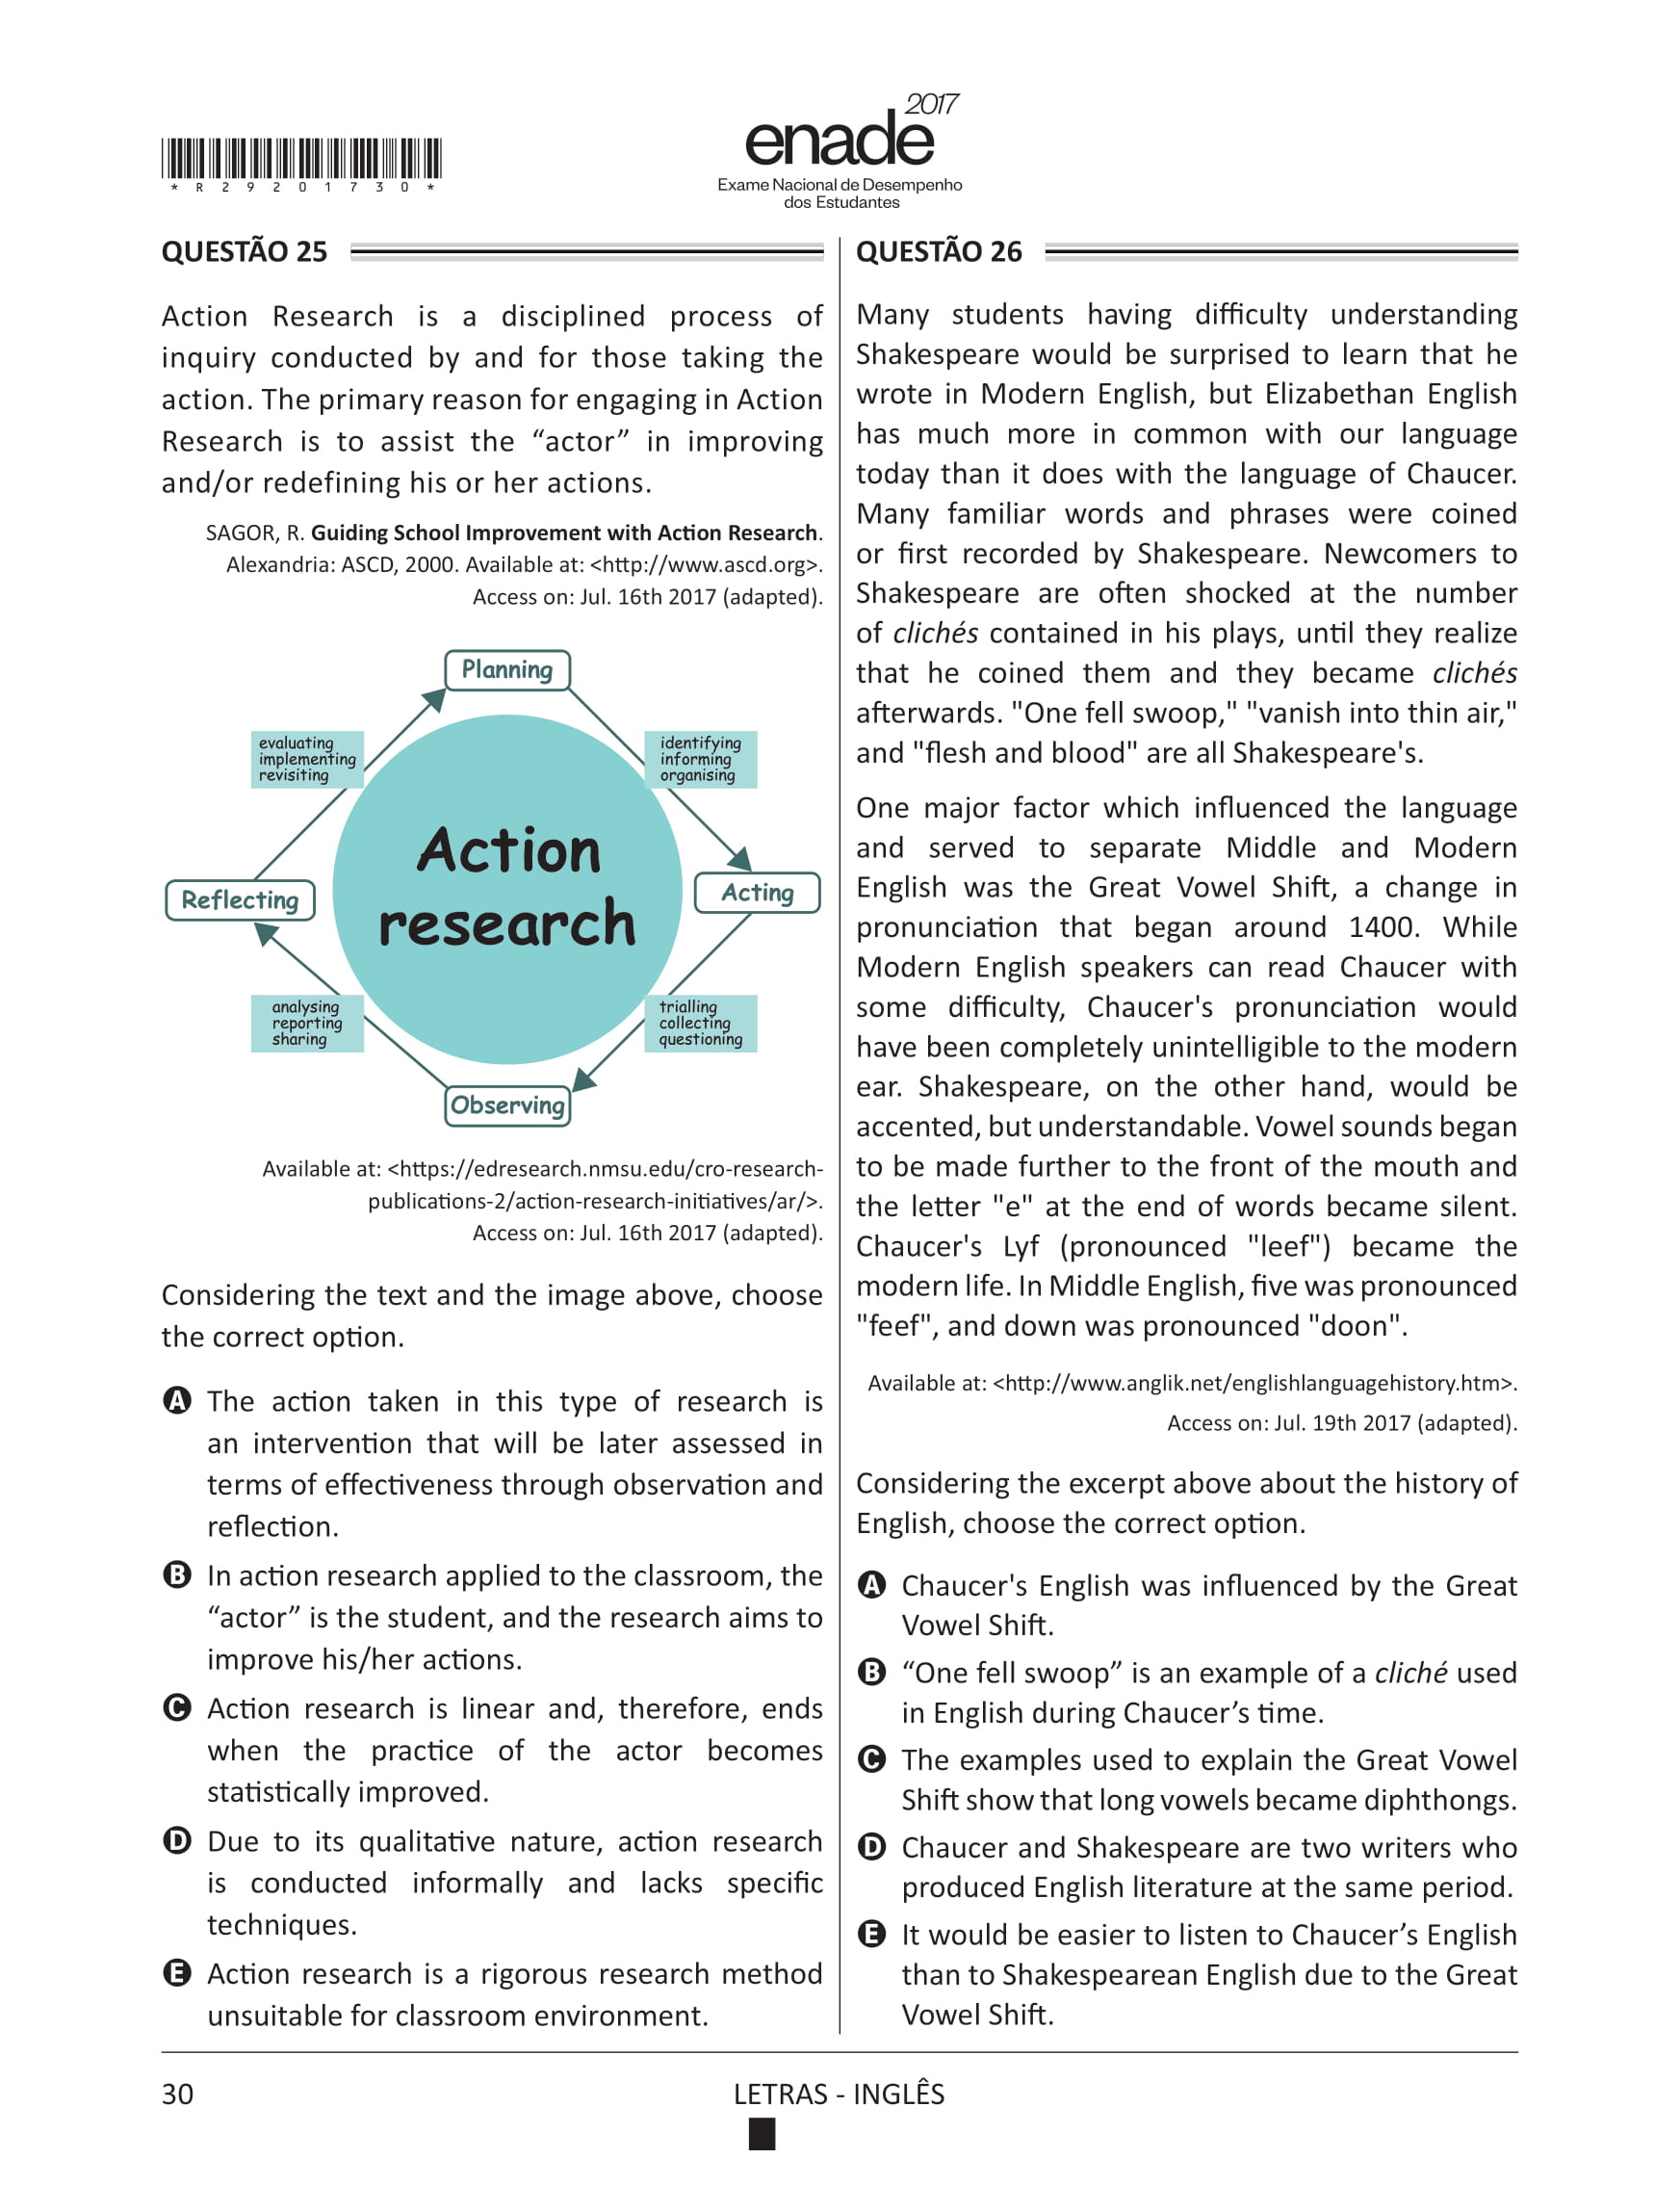 2017
enade
Exame Nacional de Desempenho
dos Estudantes
*R29201730*
QUESTÃO 25
Action Research is a disciplined process of
inquiry conducted by and for those taking the
action. The primary reason for engaging in Action
Research is to assist the “actor” in improving
and/or redefining his or her actions.
SAGOR, R. Guiding School Improvement with Action Research.
Alexandria: ASCD, 2000. Available at: <http://www.ascd.org>.
Access on: Jul. 16th 2017 (adapted).
Planning
evaluating
implementing
revisiting
identifying
informing
organising
Action
research
Reflecting
Acting
analysing
reporting
sharing
trialling
collecting
questioning
Observing
Available at: <https://edresearch.nmsu.edu/cro-research-
publications-2/action-research-initiatives/ar/>.
Access on: Jul. 16th 2017 (adapted).
Considering the text and the image above, choose
the correct option.
A The action taken in this type of research is
an intervention that will be later assessed in
terms of effectiveness through observation and
reflection.
B In action research applied to the classroom, the
“actor” is the student, and the research aims to
improve his/her actions.
C Action research is linear and, therefore, ends
when the practice of the actor becomes
statistically improved.
D Due to its qualitative nature, action research
is conducted informally and lacks specific
techniques.
E Action research is a rigorous research method
unsuitable for classroom environment.
QUESTÃO 26
Many students having difficulty understanding
Shakespeare would be surprised to learn that he
wrote in Modern English, but Elizabethan English
has much more in common with our language
today than it does with the language of Chaucer.
Many familiar words and phrases were coined
or first recorded by Shakespeare. Newcomers to
Shakespeare are often shocked at the number
of clichés contained in his plays, until they realize
that he coined them and they became clichés
afterwards. "One fell swoop," "vanish into thin air,"
and "flesh and blood" are all Shakespeare's.
One major factor which influenced the language
and served to separate Middle and Modern
English was the Great Vowel Shift, a change in
pronunciation that began around 1400. While
Modern English speakers can read Chaucer with
some difficulty, Chaucer's pronunciation would
have been completely unintelligible to the modern
ear. Shakespeare, on the other hand, would be
accented, but understandable. Vowel sounds began
to be made further to the front of the mouth and
the letter "e" at the end of words became silent.
Chaucer's Lyf (pronounced "leef") became the
modern life. In Middle English, five was pronounced
"feef", and down was pronounced "doon".
Available at: <http://www.anglik.net/englishlanguagehistory.htm>.
Access on: Jul. 19th 2017 (adapted).
Considering the excerpt above about the history of
English, choose the correct option.
A Chaucer's English was influenced by the Great
Vowel Shift.
B “One fell swoop” is an example of a cliché used
in English during Chaucer’s time.
C The examples used to explain the Great Vowel
Shift show that long vowels became diphthongs.
D Chaucer and Shakespeare are two writers who
produced English literature at the same period.
E It would be easier to listen to Chaucer’s English
than to Shakespearean English due to the Great
Vowel Shift.
30
LETRAS - INGLÊS